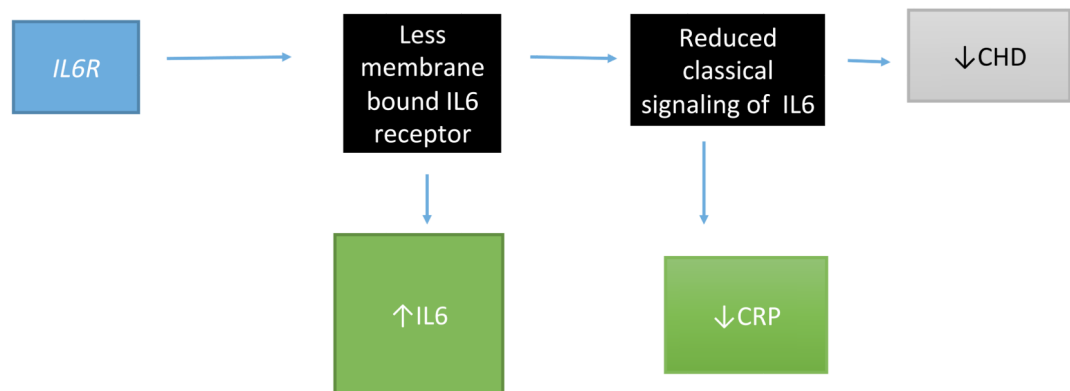 IL6R
Less
membrane
bound IL6
receptor
Reduced
classical
signaling of IL6
↓CHD
↑IL6
↓CRP